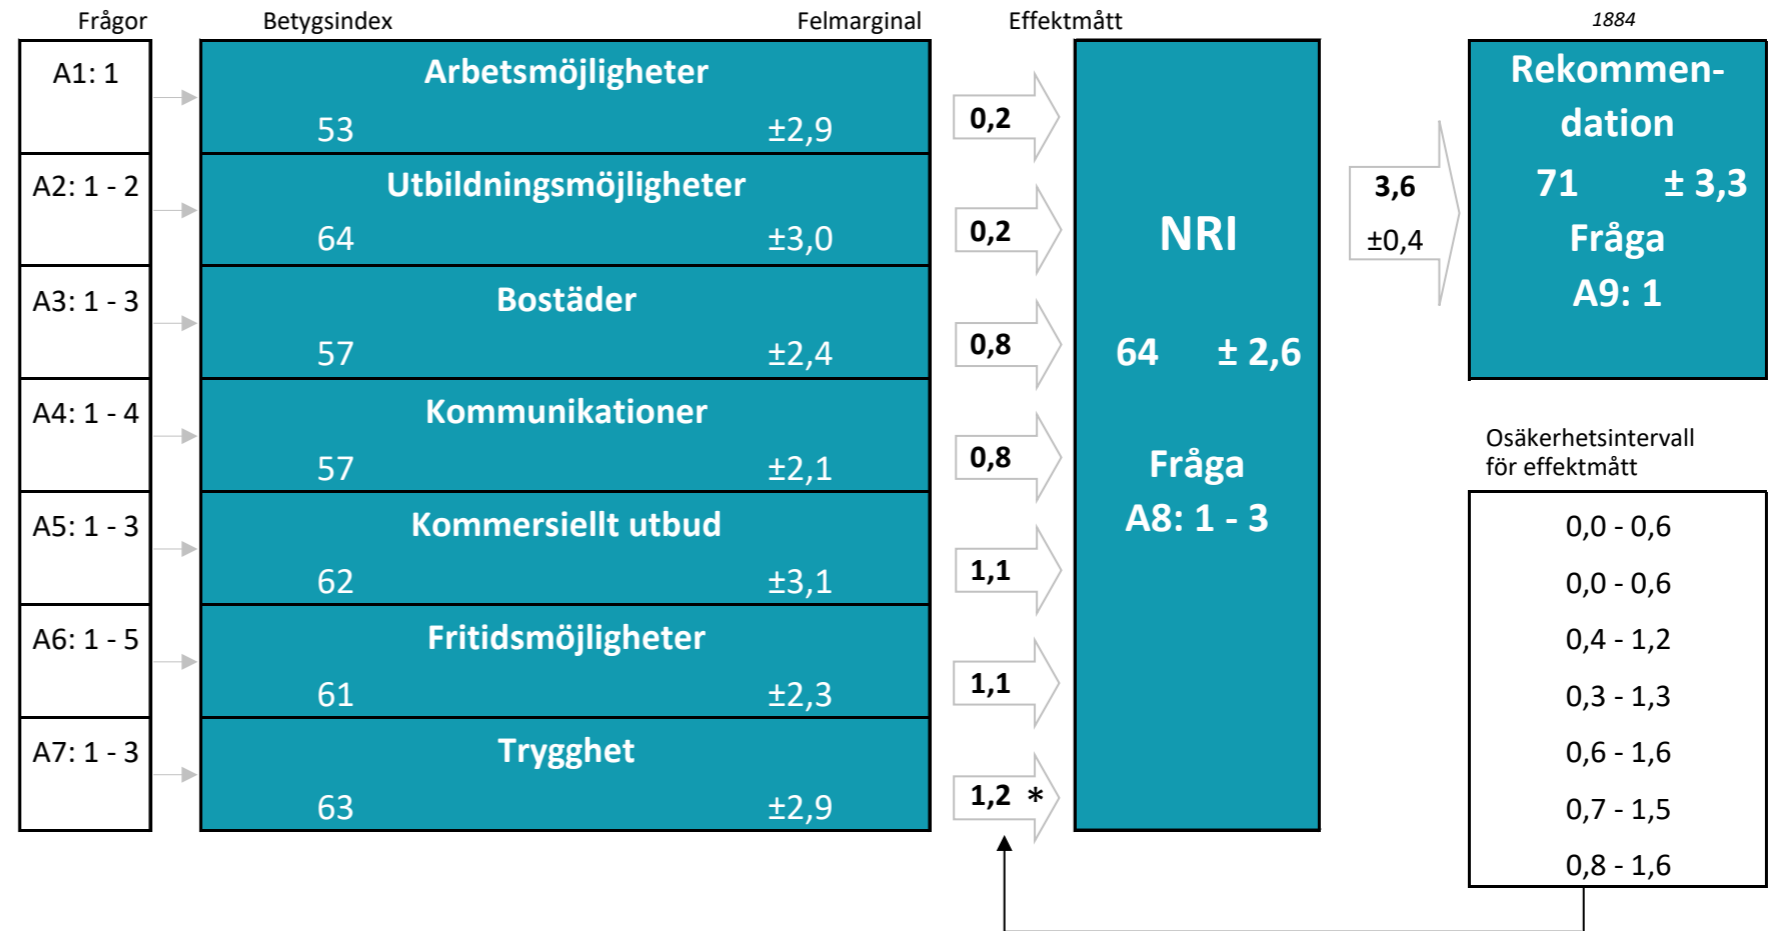 Frågor Betygsindex Felmarginal Effektmått 1884
A1: 1
Arbetsmöjligheter
53 ±2,9
0,2
A2: 1 - 2
Utbildningsmöjligheter
64 ±3,0
0,2
A3: 1 - 3
Bostäder
57 ±2,4
0,8
A4: 1 - 4
Kommunikationer
57 ±2,1
0,8
A5: 1 - 3
Kommersiellt utbud
62 ±3,1
1,1
A6: 1 - 5
Fritidsmöjligheter
61 ±2,3
1,1
A7: 1 - 3
Trygghet
63 ±2,9
1,2 *
NRI
64 ± 2,6
Fråga
A8: 1 - 3
3,6
±0,4
Rekommen-
dation
71 ± 3,3
Fråga
A9: 1
Osäkerhetsintervall
för effektmått
0,0 - 0,6
0,0 - 0,6
0,4 - 1,2
0,3 - 1,3
0,6 - 1,6
0,7 - 1,5
0,8 - 1,6